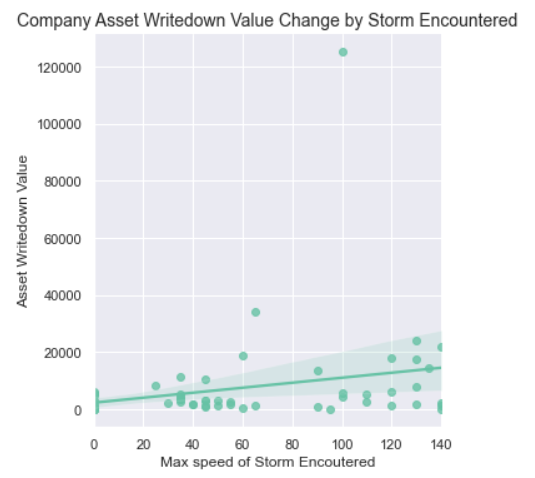 Company Asset Writedown Value Change by Storm Encountered
120000
100000
80000
60000
40000
20000
0
Asset Writedown Value
0 20 40 60 80 100 120 140
Max speed of Storm Encoutered